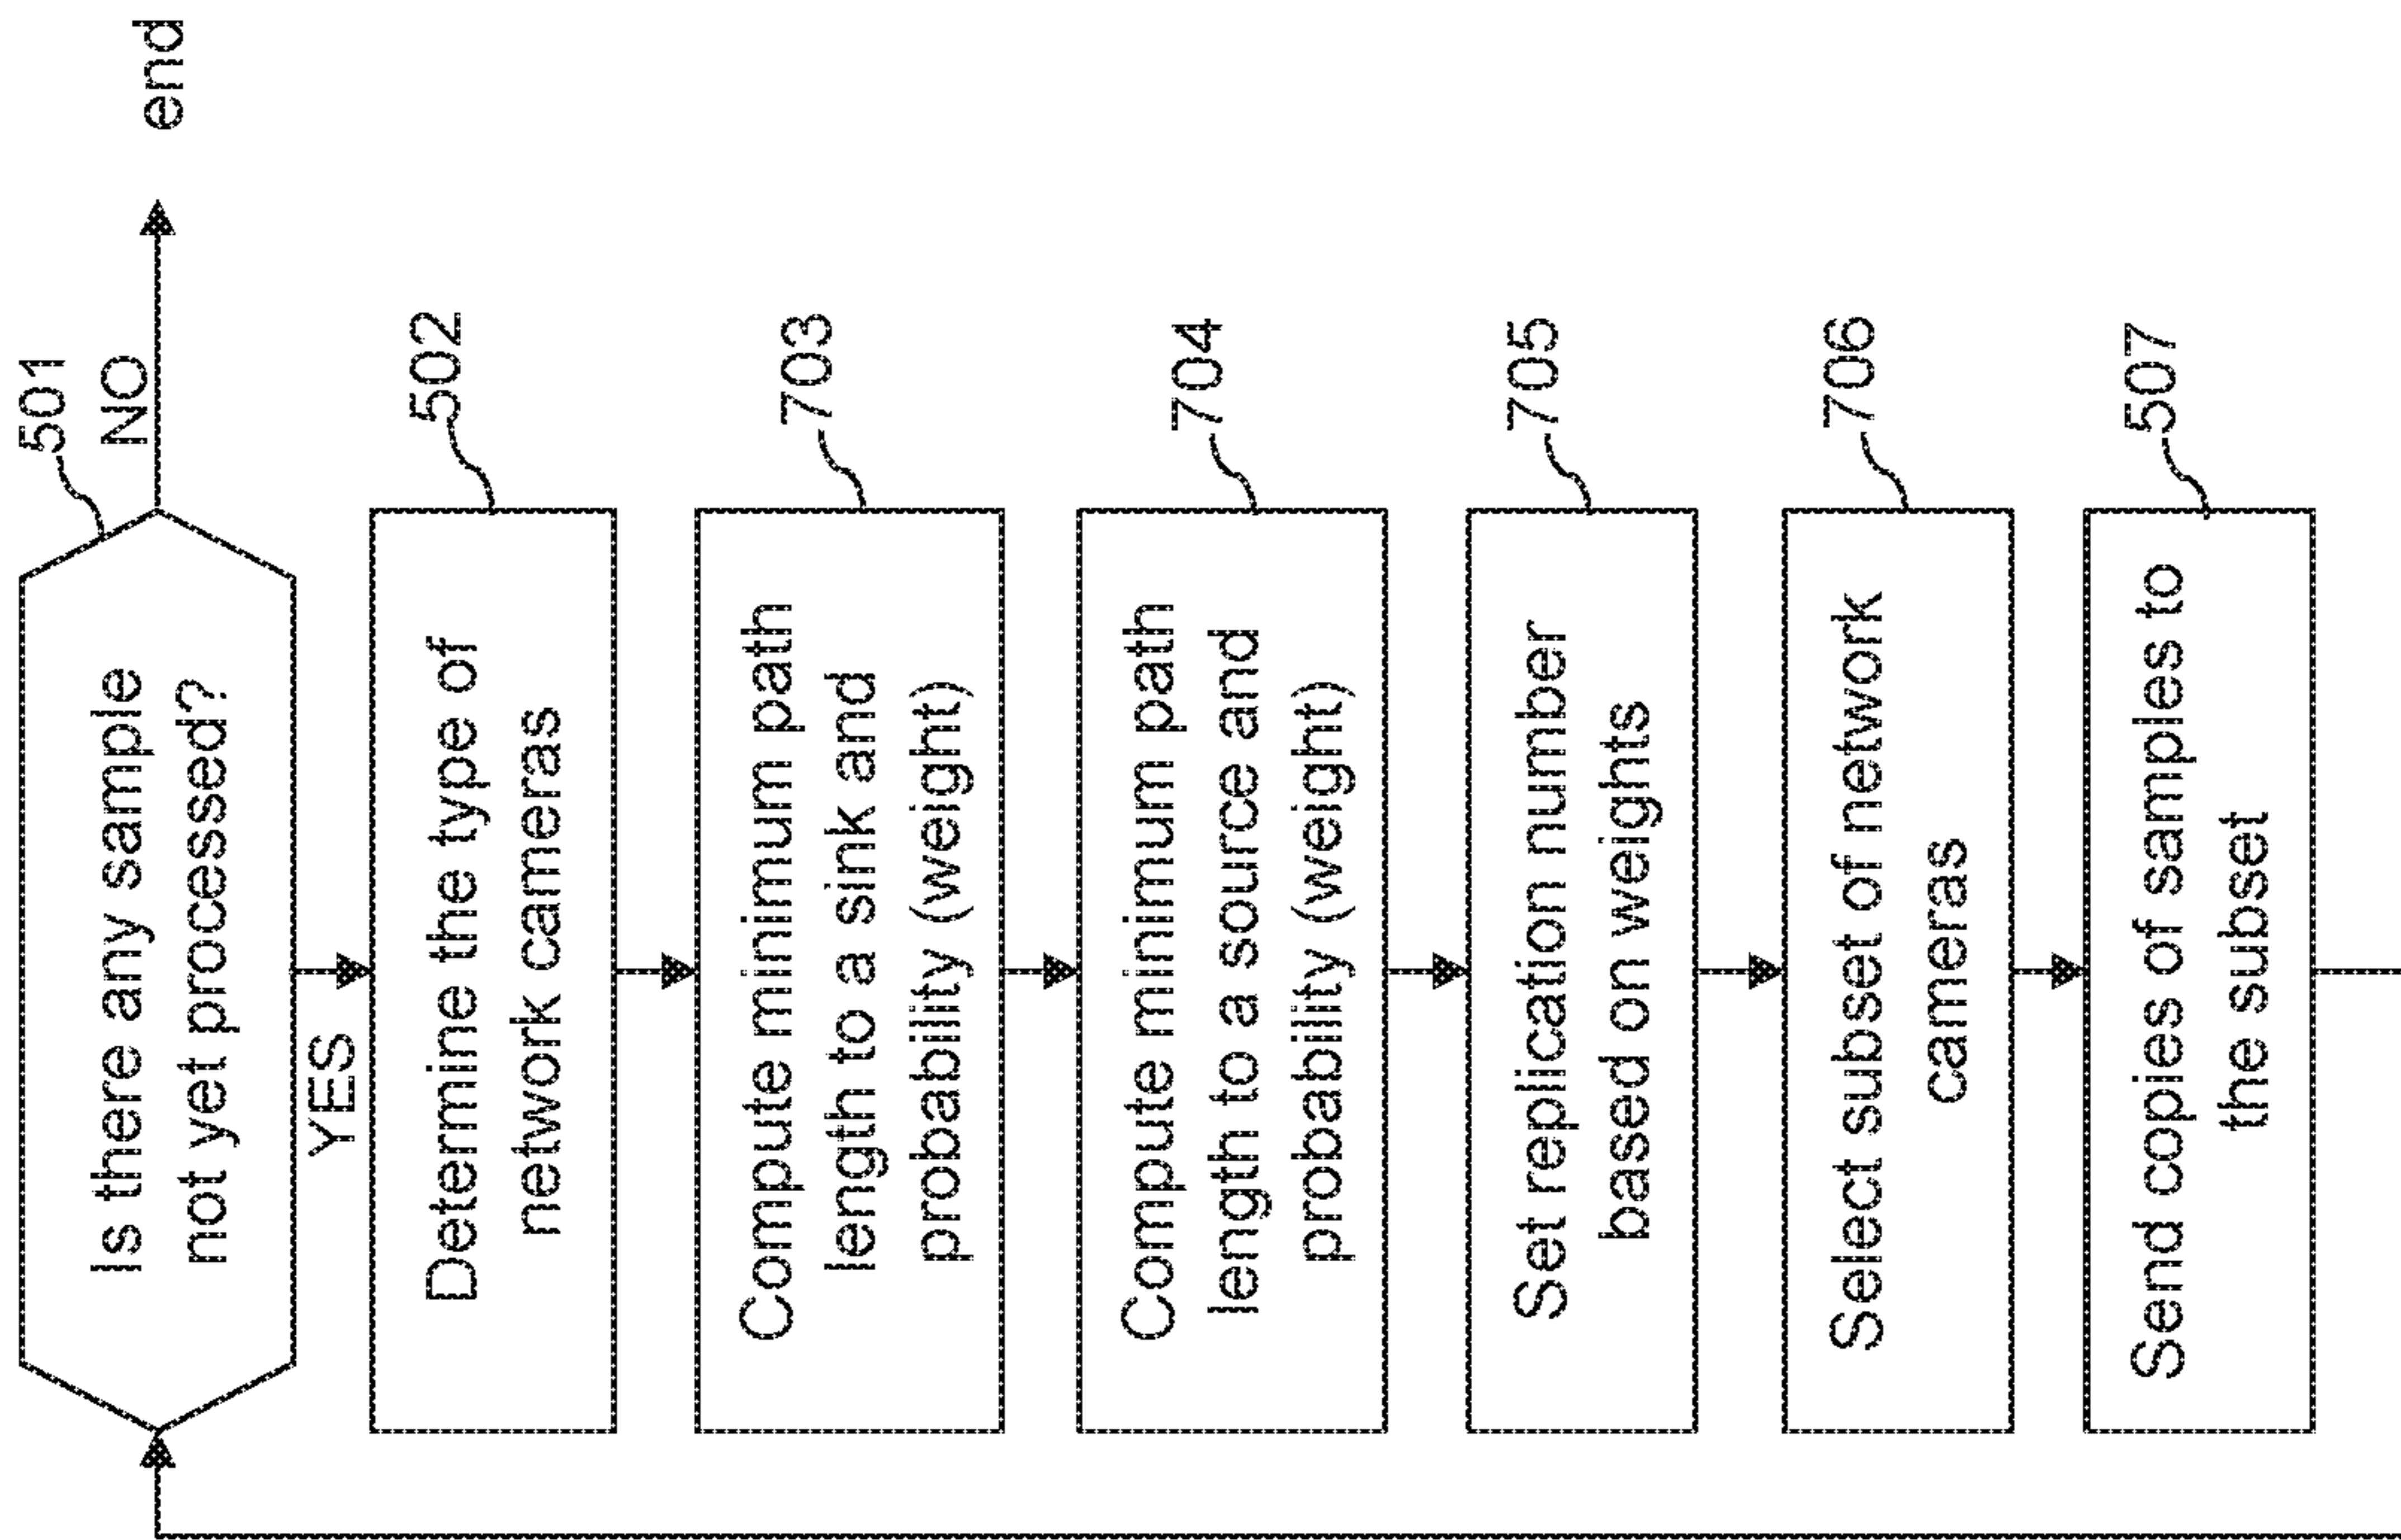 501
Is there any sample
not yet processed?
NO
end
YES
502
Determine the type of
network cameras
703
Compute minimum path
length to a sink and
probability (weight)
704
Compute minimum path
length to a source and
probability (weight)
705
Set replication number
based on weights
706
Select subset of network
cameras
507
Send copies of samples to
the subset